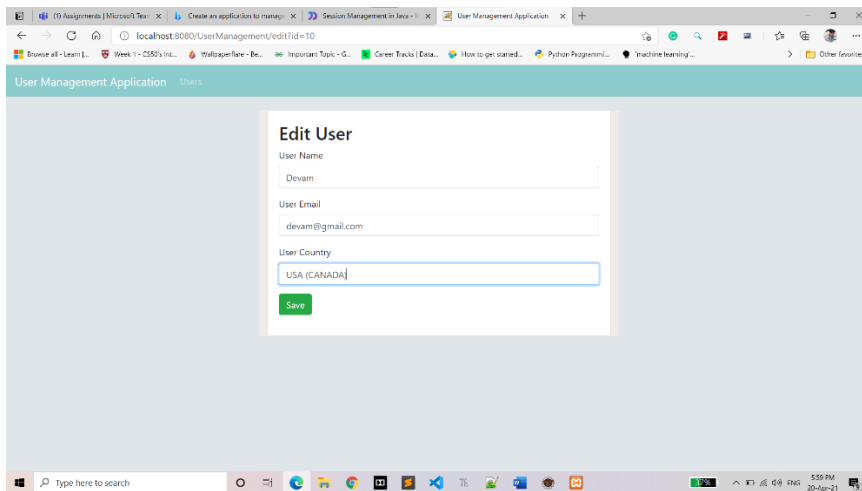 (1) Assignments | Microsoft Tea
Create an application to manage
Session Management in Java -
User Management Application
localhost:8080/UserManagement/edit?id=10
Browse all - Learn |...
Week 1 - CS50's Int...
Wallpaperflare - Be...
Important Topic - G...
Career Tracks | Data...
How to get started...
Python Programmi...
'machine learning'...
Other favorite
User Management Application
Users
Edit User
User Name
Devam
User Email
devam@gmail.com
User Country
USA (CANADA)
Save
Type here to search
37%
ENG
5:59 PM
20-Apr-21